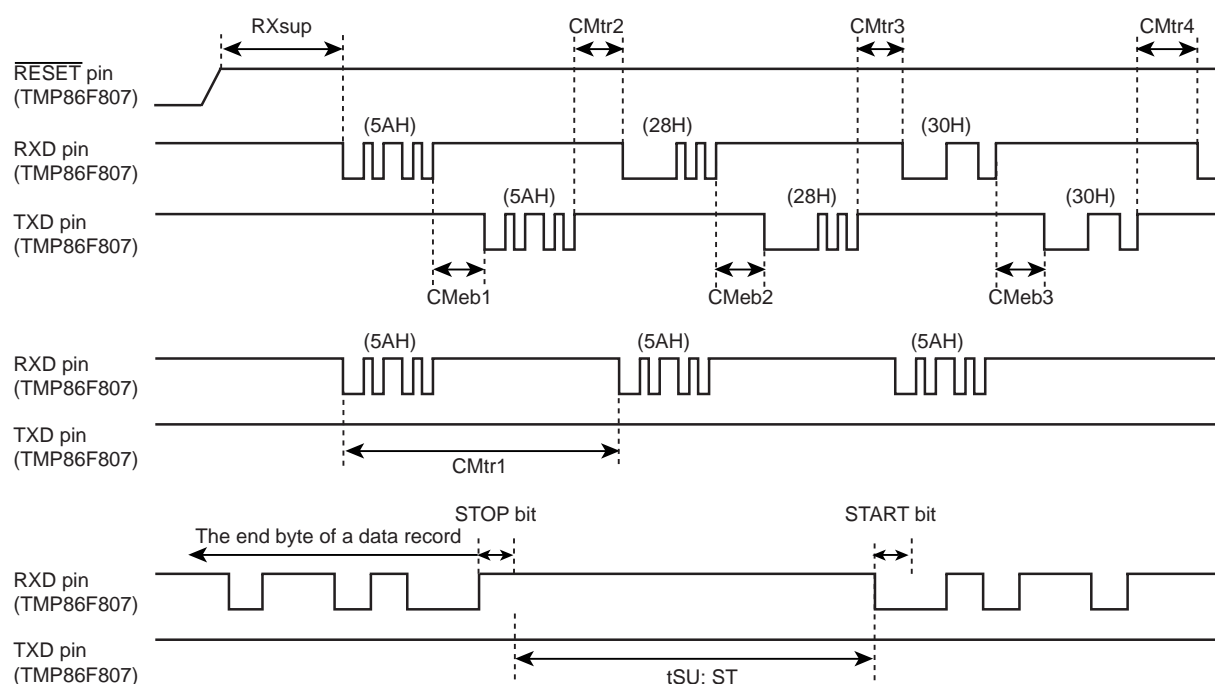 RXsup CMtr2 CMtr3 CMtr4
RESET pin
(TMP86F807)
(5AH) (28H) (30H)
RXD pin
(TMP86F807)
(5AH) (28H) (30H)
TXD pin
(TMP86F807)
CMeb1 CMeb2 CMeb3
(5AH) (5AH) (5AH)
RXD pin
(TMP86F807)
TXD pin
(TMP86F807)
CMtr1
STOP bit START bit
The end byte of a data record
RXD pin
(TMP86F807)
TXD pin
(TMP86F807)
tSU; ST